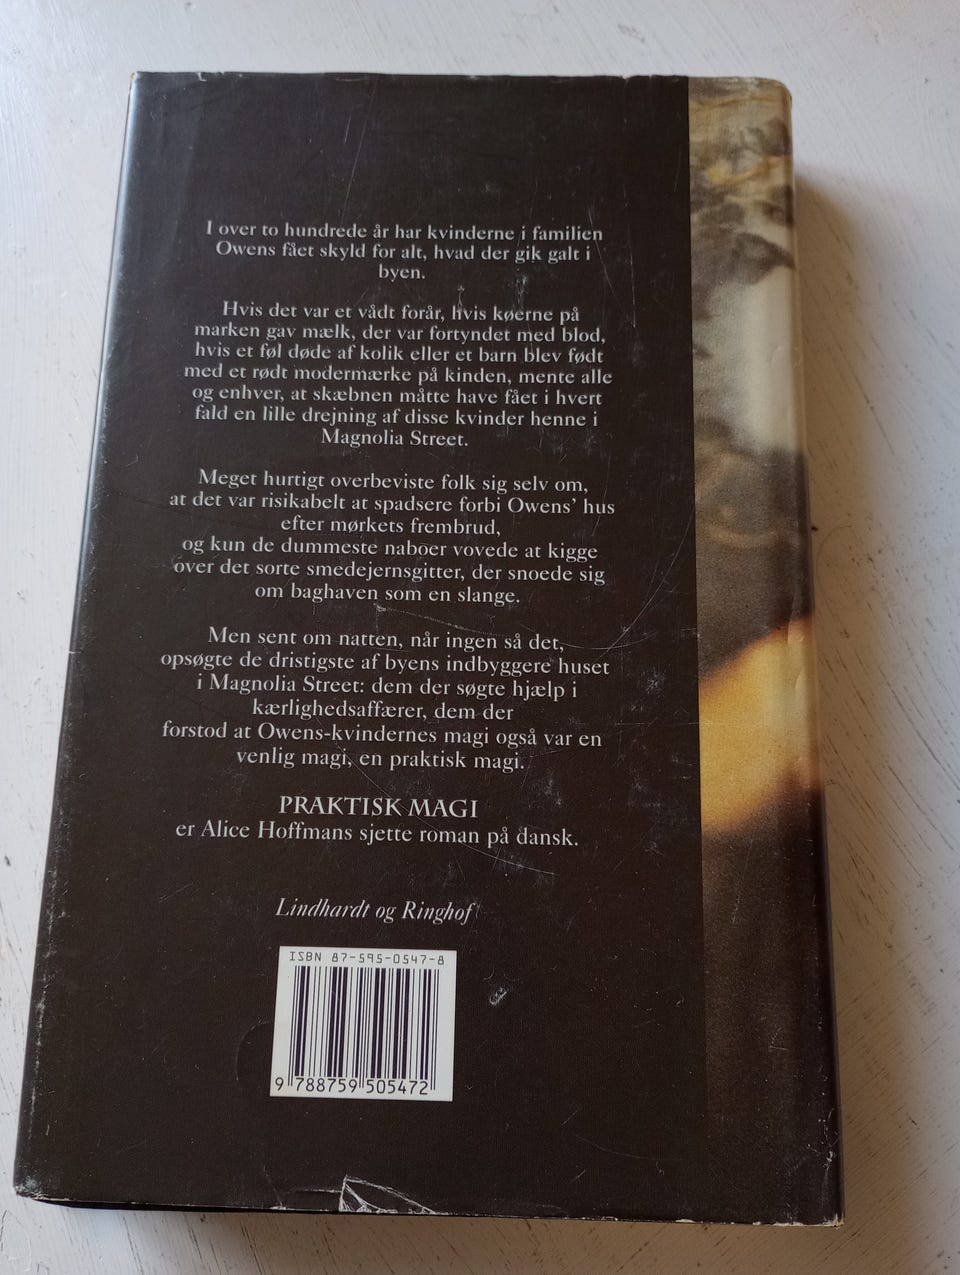 I over to hundrede år har kvinderne i familien
Owens fået skyld for alt, hvad der gik galt i
byen.
Hvis det var et vådt forår, hvis køerne på
marken gav mælk, der var fortyndet med blod,
hvis et føl døde af kolik eller et barn blev født
med et rødt modermærke på kinden, mente alle
og enhver, at skæbnen måtte have fået i hvert
fald en lille drejning af disse kvinder henne i
Magnolia Street.
Meget hurtigt overbeviste folk sig selv om,
at det var risikabelt at spadsere forbi Owens' hus
efter mørkets frembrud,
og kun de dummeste naboer vovede at kigge
over det sorte smedejernsgitter, der snoede sig
om baghaven som en slange.
Men sent om natten, når ingen så det,
opsøgte de dristigste af byens indbyggere huset
i Magnolia Street: dem der søgte hjælp i
kærlighedsaffærer, dem der
forstod at Owens-kvindernes magi også var en
venlig magi, en praktisk magi.
PRAKTISK MAGI
er Alice Hoffmans sjette roman på dansk.
Lindhardt og Ringhof
ISBN 87-595-0547-8
9 788759 505472